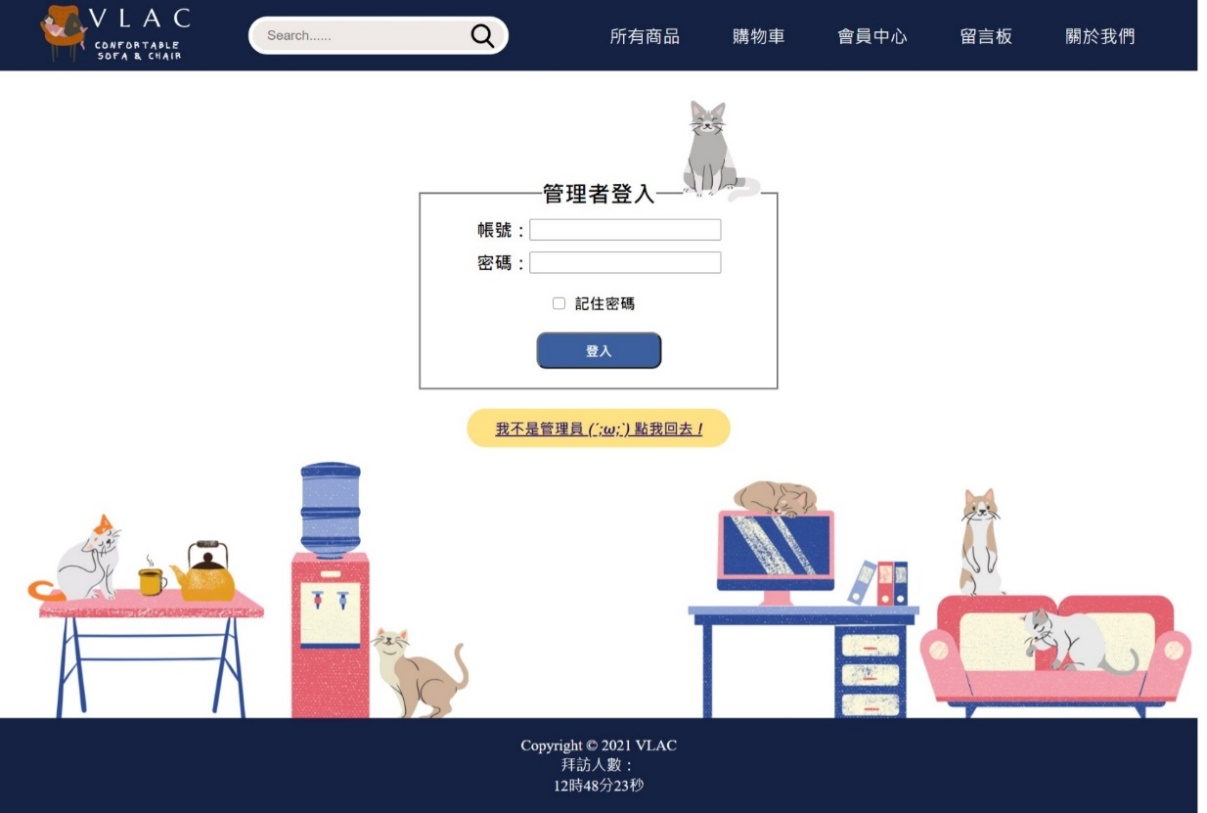 VLAC
CONFORTABLE
SOFA & CHAIR
Search......
所有商品
購物車
會員中心
留言板
關於我們
管理者登入
帳號：
密碼：
記住密碼
登入
我不是管理員 (´;ω;`) 點我回去！
Copyright © 2021 VLAC
拜訪人數：
12時48分23秒